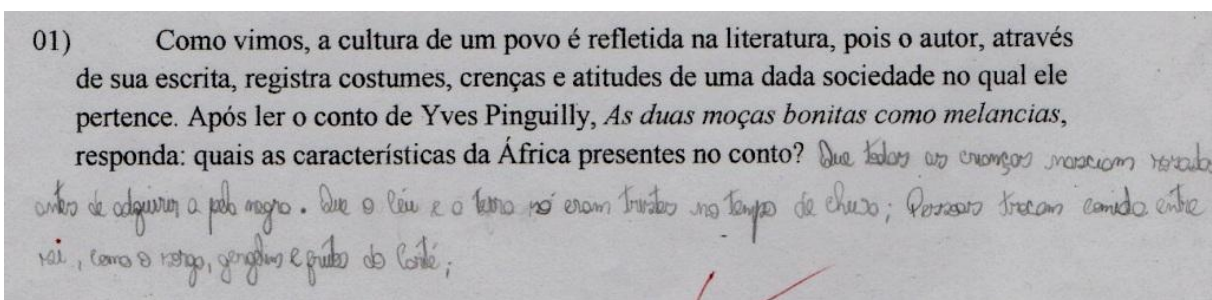 01) Como vimos, a cultura de um povo é refletida na literatura, pois o autor, através
de sua escrita, registra costumes, crenças e atitudes de uma dada sociedade no qual ele
pertence. Após ler o conto de Yves Pinguilly, As duas moças bonitas como melancias,
responda: quais as características da África presentes no conto? Que todas as crianças nasciam rosadas
antes de adquirir a pele negra. Que o céu e a terra só eram tristes no tempo de chuva; Pessoas trocam comida entre
si, como o sorgo, gergelim e fruto do Carité;